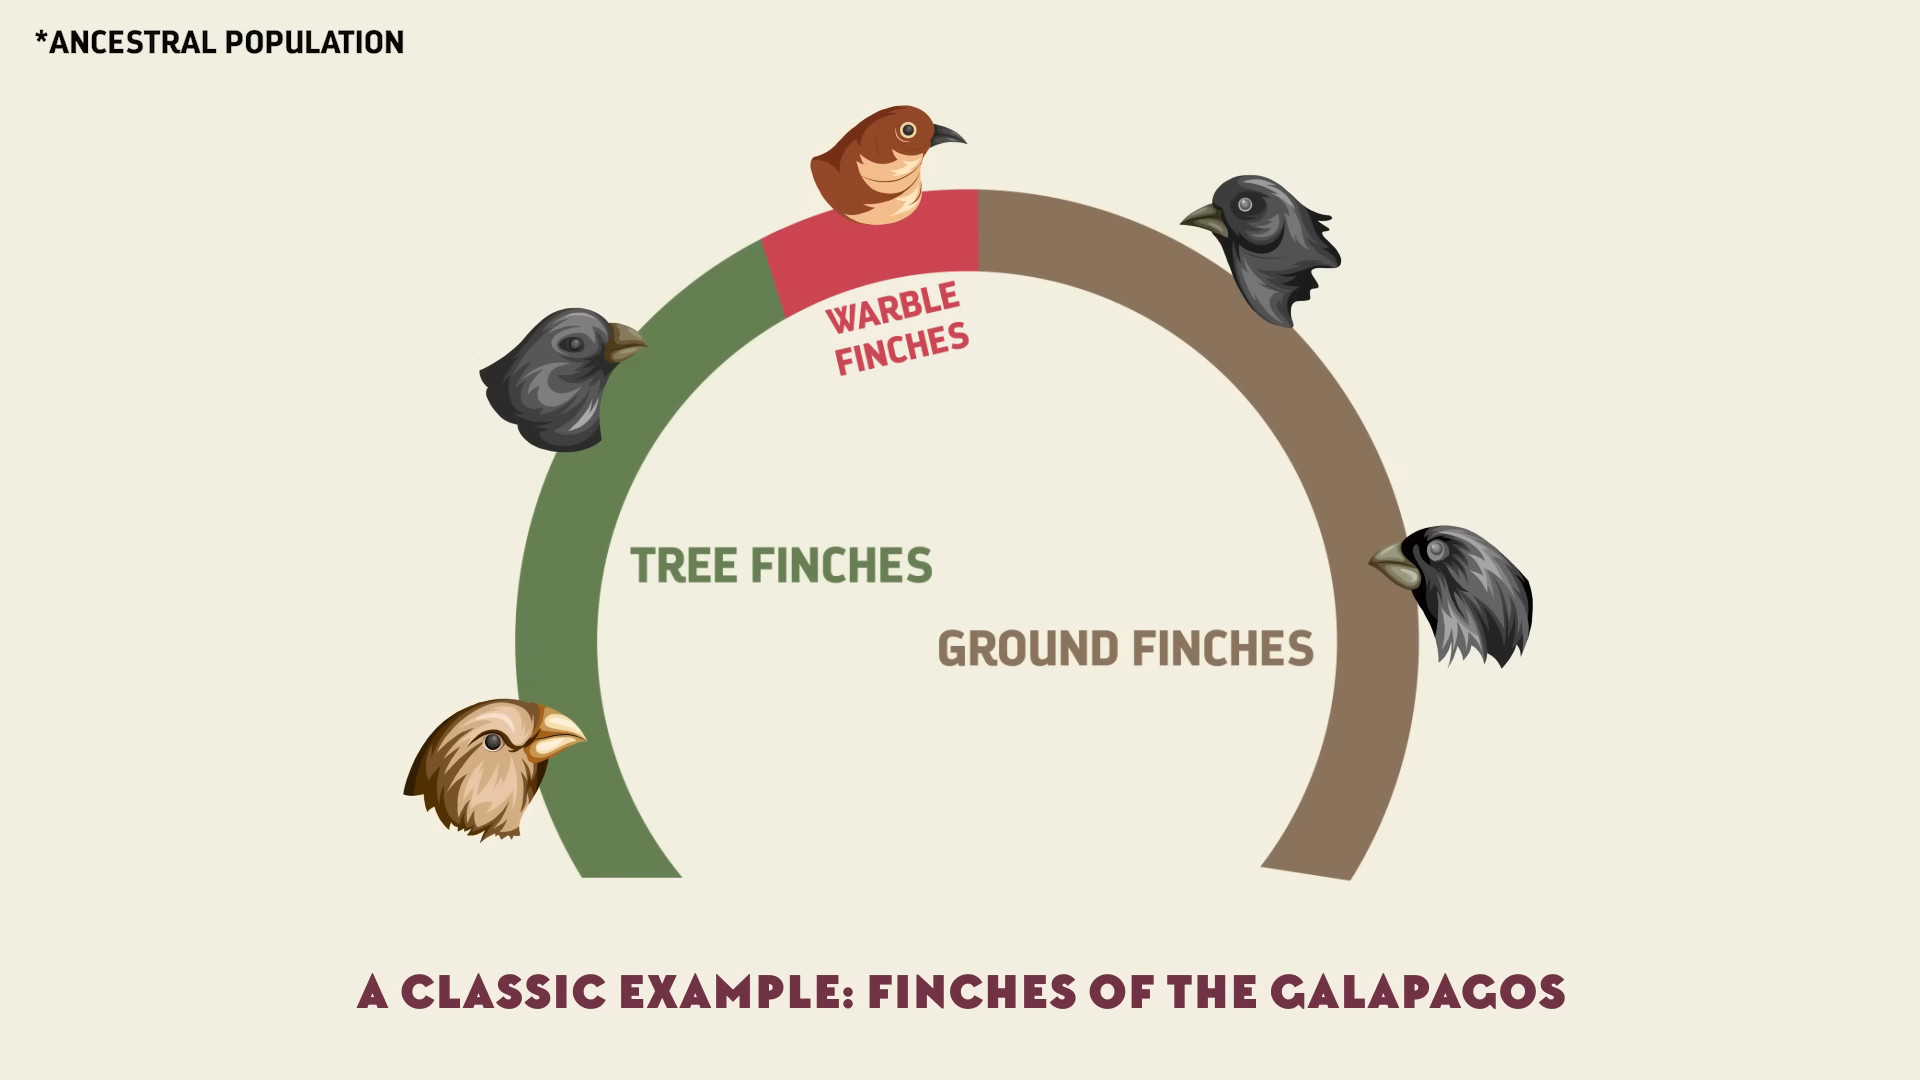 *ANCESTRAL POPULATION
WARBLE
FINCHES
TREE FINCHES
GROUND FINCHES
A CLASSIC EXAMPLE: FINCHES OF THE GALAPAGOS